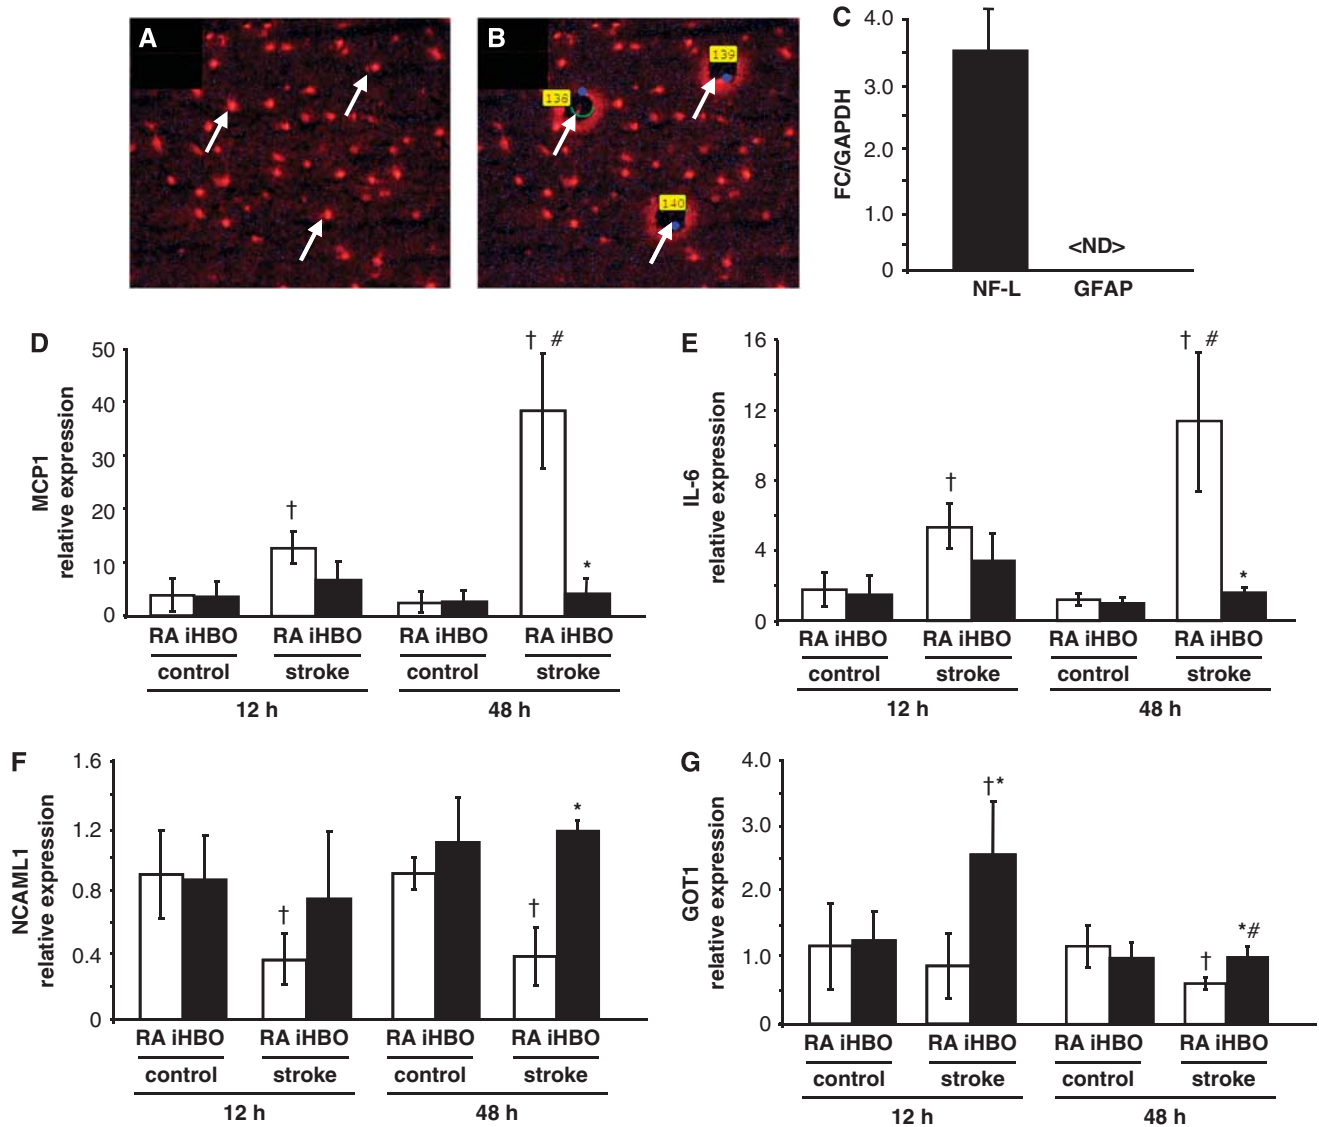 A
B
139
138
140
C
4.0
3.0
2.0
1.0
0
FC/GAPDH
<ND>
NF-L GFAP
D
50
40
30
20
10
0
MCP1
relative expression
† #
†
*
RA iHBO RA iHBO RA iHBO RA iHBO
control stroke control stroke
12 h 48 h
E
16
12
8
4
0
IL-6
relative expression
† #
†
*
RA iHBO RA iHBO RA iHBO RA iHBO
control stroke control stroke
12 h 48 h
F
1.6
1.2
0.8
0.4
0
NCAML1
relative expression
*
† †
RA iHBO RA iHBO RA iHBO RA iHBO
control stroke control stroke
12 h 48 h
G
4.0
3.0
2.0
1.0
0
GOT1
relative expression
†*
*#
†
RA iHBO RA iHBO RA iHBO RA iHBO
control stroke control stroke
12 h 48 h